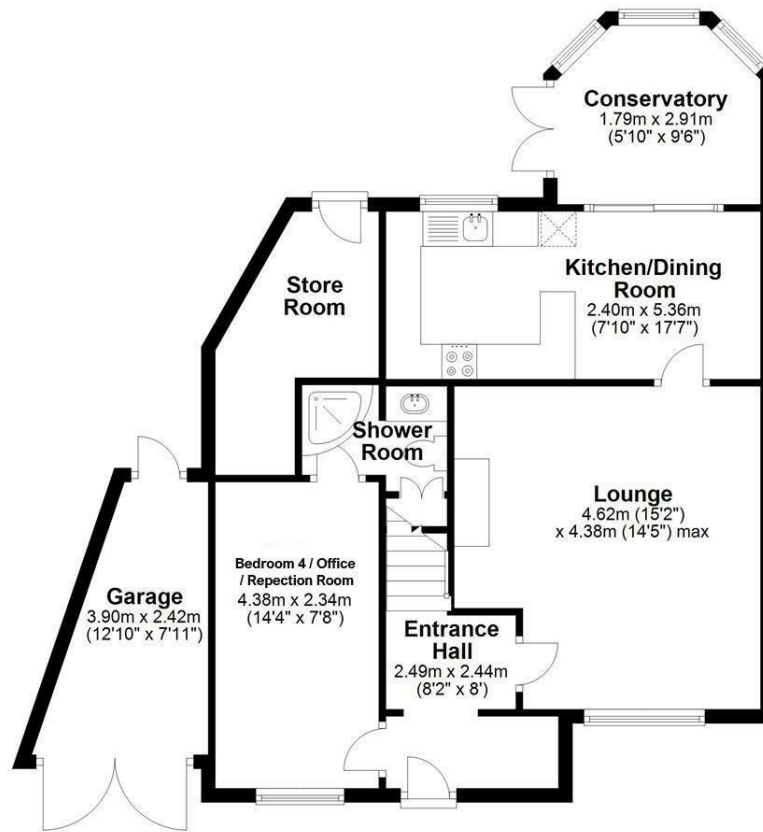 Conservatory
1.79m x 2.91m
(5'10" x 9'6")
Kitchen/Dining
Room
2.40m x 5.36m
(7'10" x 17'7")
Store
Room
Shower
Room
Lounge
4.62m (15'2")
x 4.38m (14'5") max
Bedroom 4 / Office
/ Repection Room
4.38m x 2.34m
(14'4" x 7'8")
Garage
3.90m x 2.42m
(12'10" x 7'11")
Entrance
Hall
2.49m x 2.44m
(8'2" x 8')